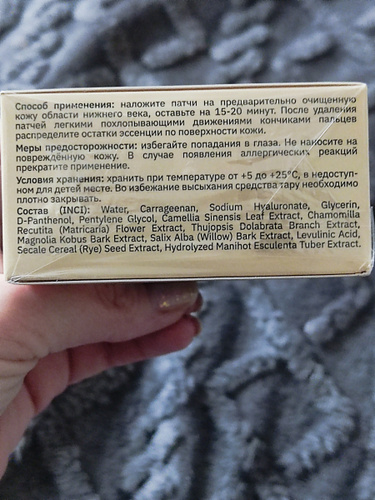 Способ применения: наложите патчи на предварительно очищенную
кожу области нижнего века, оставьте на 15-20 минут. После удаления
патчей легкими похлопывающими движениями кончиками пальцев
распределите остатки эссенции по поверхности кожи.
Меры предосторожности: избегайте попадания в глаза. Не наносите на
повреждённую кожу. В случае появления аллергических реакций
прекратите применение.
Условия хранения: хранить при температуре от +5 до +25°C, в недоступ-
ном для детей месте. Во избежание высыхания средства тару необходимо
плотно закрывать.
Состав (INCI): Water, Carrageenan, Sodium Hyaluronate, Glycerin,
D-Panthenol, Pentylene Glycol, Camellia Sinensis Leaf Extract, Chamomilla
Recutita (Matricaria) Flower Extract, Thujopsis Dolabrata Branch Extract,
Magnolia Kobus Bark Extract, Salix Alba (Willow) Bark Extract, Levulinic Acid,
Secale Cereal (Rye) Seed Extract, Hydrolyzed Manihot Esculenta Tuber Extract.